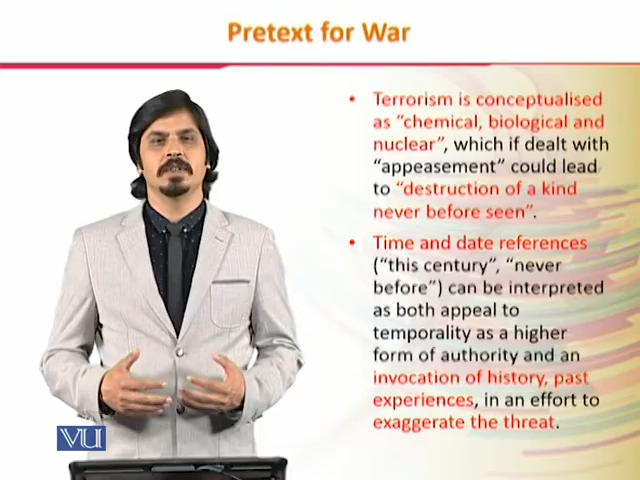 Pretext for War
• Terrorism is conceptualised
as “chemical, biological and
nuclear”, which if dealt with
“appeasement” could lead
to “destruction of a kind
never before seen”.
• Time and date references
(“this century”, “never
before”) can be interpreted
as both appeal to
temporality as a higher
form of authority and an
invocation of history, past
experiences, in an effort to
exaggerate the threat.
VU